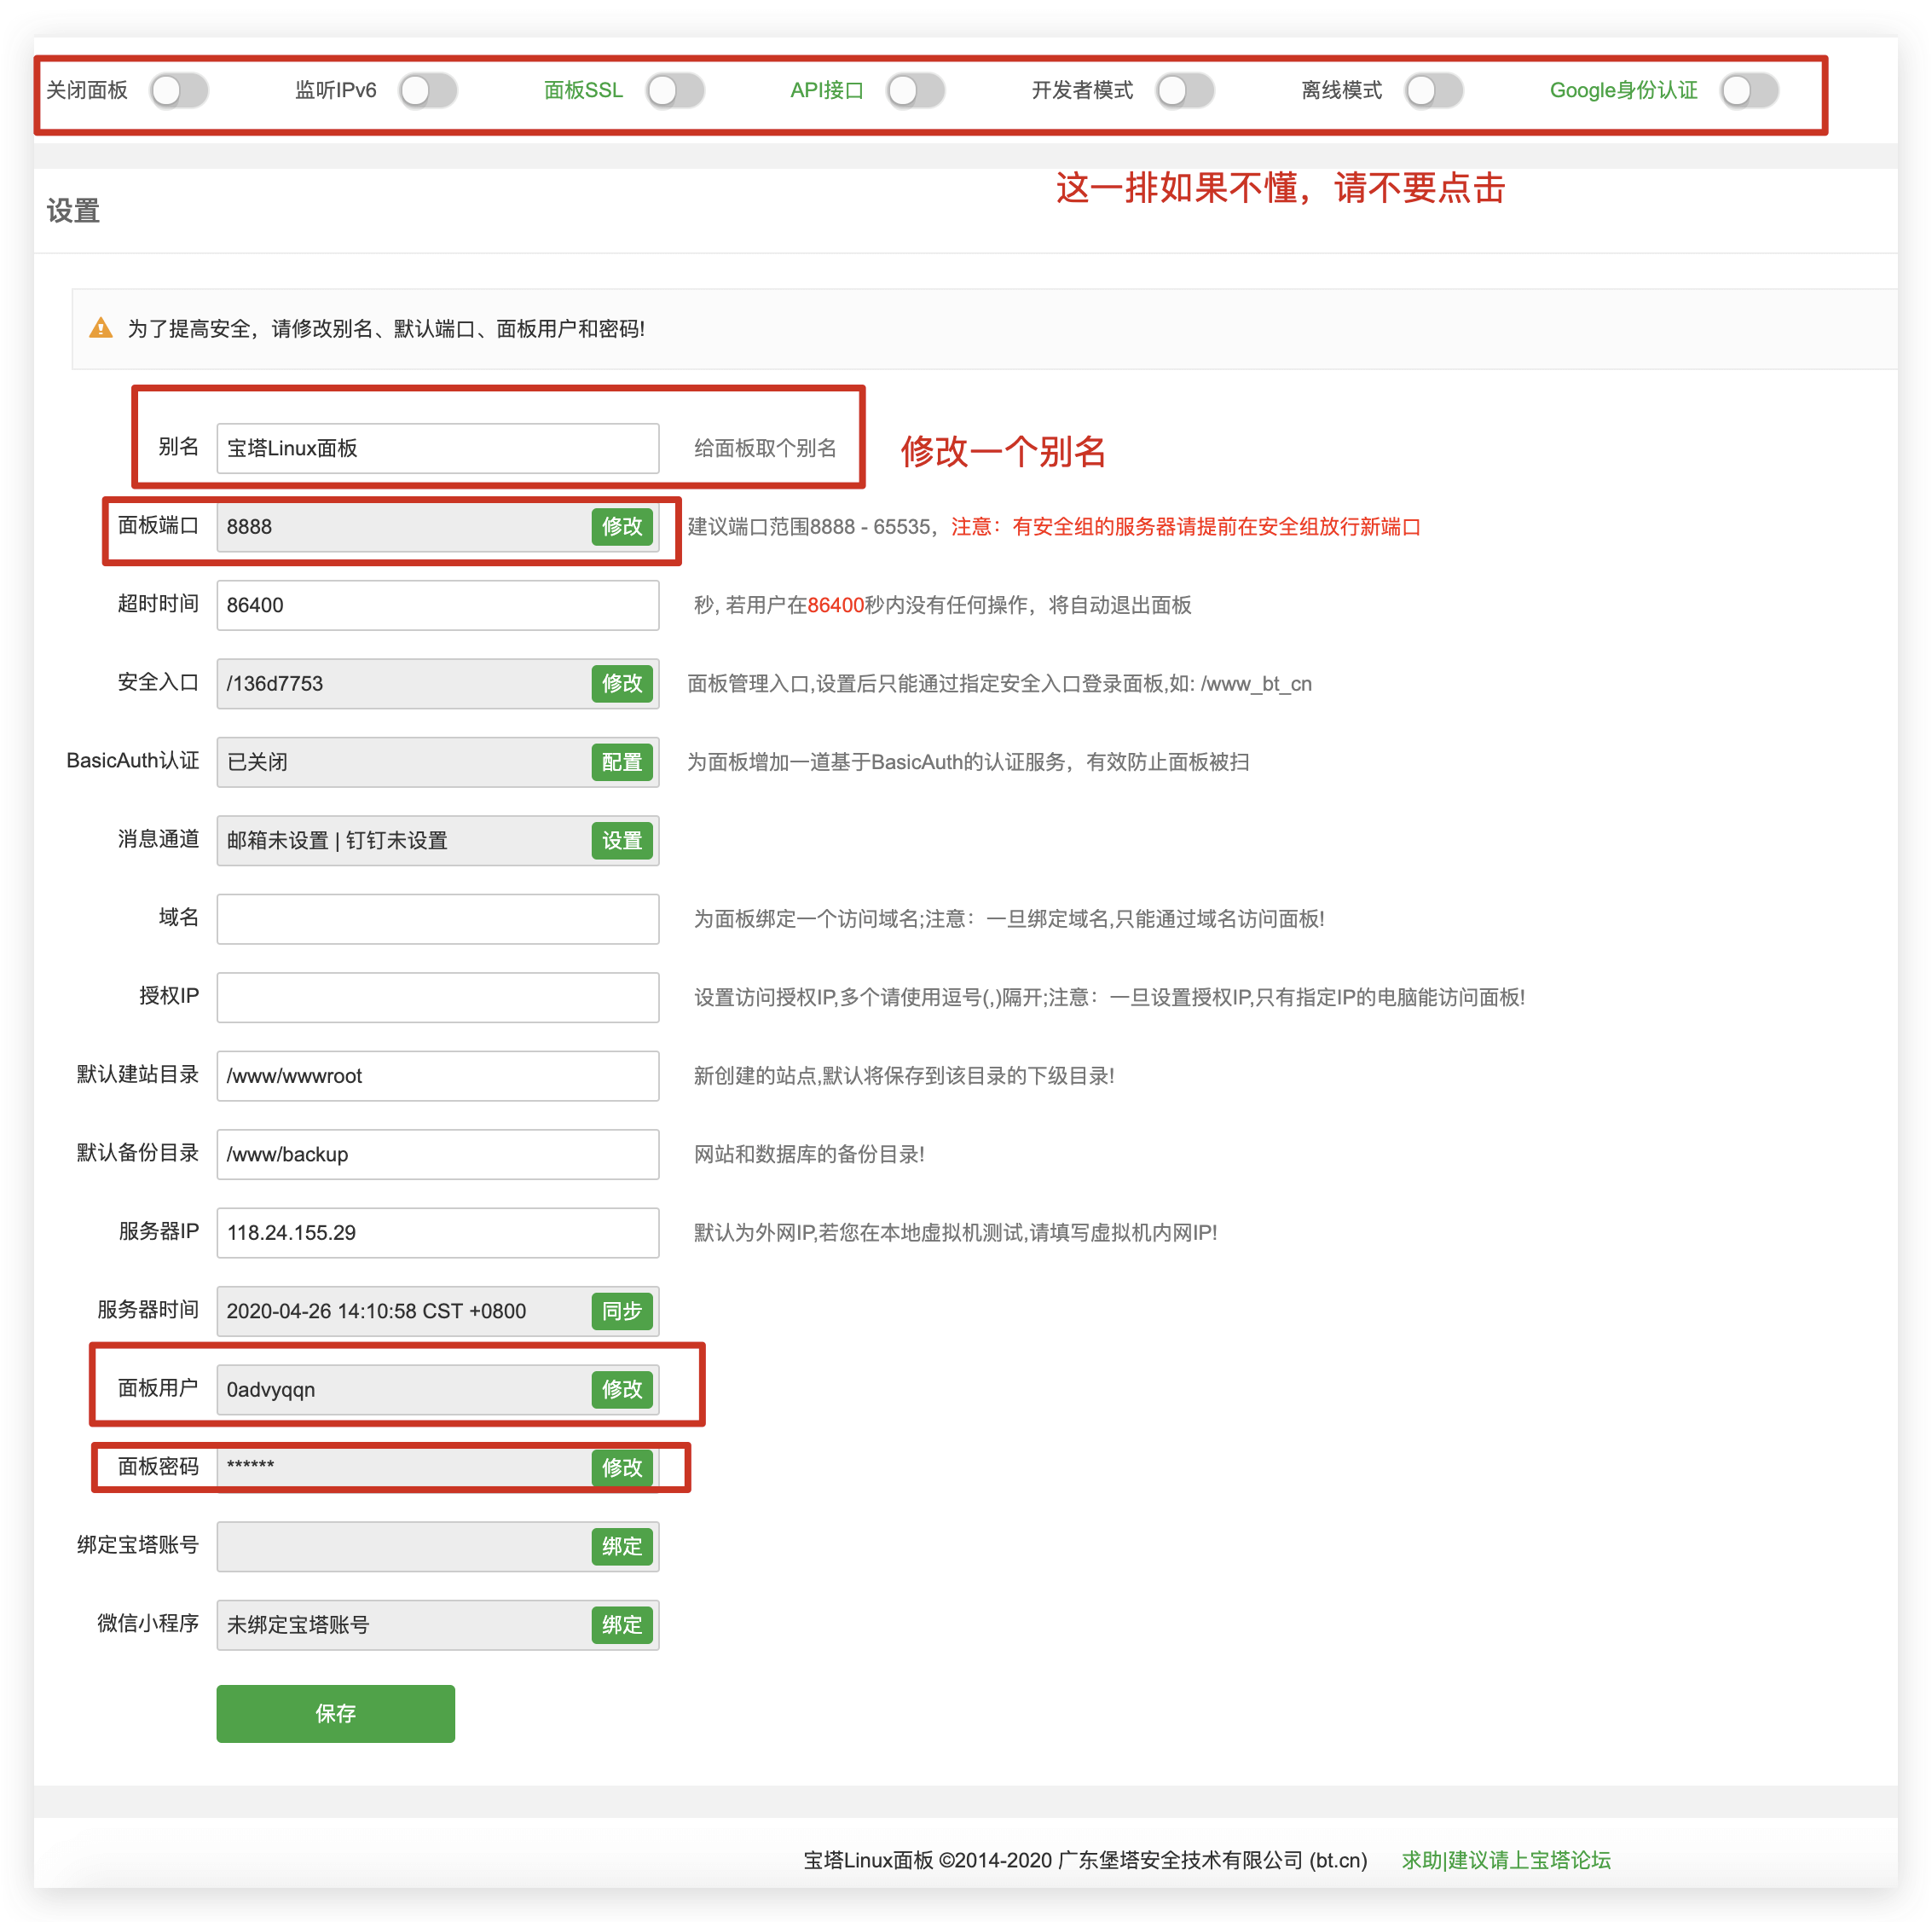 关闭面板 监听IPv6 面板SSL API接口 开发者模式 离线模式 Google身份认证
这一排如果不懂，请不要点击
设置
为了提高安全，请修改别名、默认端口、面板用户和密码!
别名 宝塔Linux面板 给面板取个别名 修改一个别名
面板端口 8888 修改 建议端口范围8888 - 65535，注意：有安全组的服务器请提前在安全组放行新端口
超时时间 86400 秒, 若用户在86400秒内没有任何操作，将自动退出面板
安全入口 /136d7753 修改 面板管理入口,设置后只能通过指定安全入口登录面板,如: /www_bt_cn
BasicAuth认证 已关闭 配置 为面板增加一道基于BasicAuth的认证服务，有效防止面板被扫
消息通道 邮箱未设置 | 钉钉未设置 设置
域名 为面板绑定一个访问域名;注意：一旦绑定域名,只能通过域名访问面板!
授权IP 设置访问授权IP,多个请使用逗号(,)隔开;注意：一旦设置授权IP,只有指定IP的电脑能访问面板!
默认建站目录 /www/wwwroot 新创建的站点,默认将保存到该目录的下级目录!
默认备份目录 /www/backup 网站和数据库的备份目录!
服务器IP 118.24.155.29 默认为外网IP,若您在本地虚拟机测试,请填写虚拟机内网IP!
服务器时间 2020-04-26 14:10:58 CST +0800 同步
面板用户 0advyqqn 修改
面板密码 ****** 修改
绑定宝塔账号 绑定
微信小程序 未绑定宝塔账号 绑定
保存
宝塔Linux面板 ©2014-2020 广东堡塔安全技术有限公司 (bt.cn) 求助|建议请上宝塔论坛